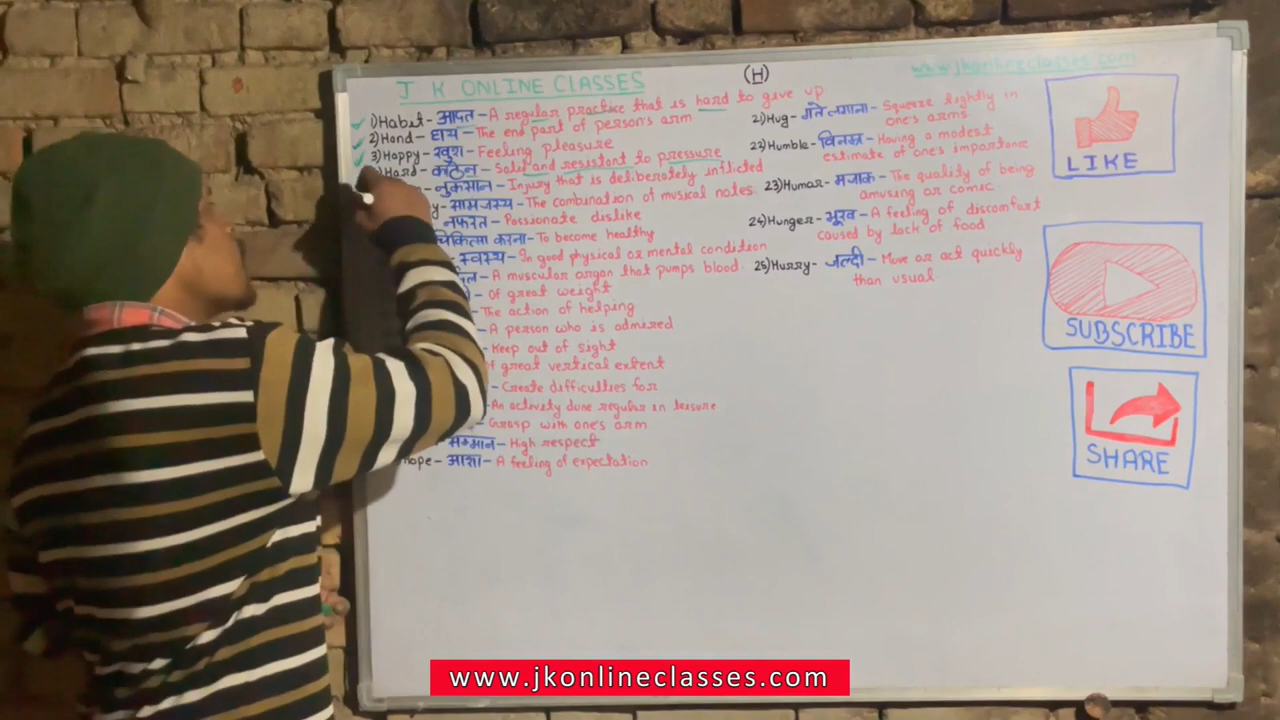 J K ONLINE CLASSES
(H)
www.jkonlineclasses.com
1) Habit - आदत - A regular practice that is hard to give up
2) Hand - हाथ - The end part of person's arm
3) Happy - खुश - Feeling pleasure
Hard - कठिन - Solid and resistant to pressure
नुकसान - Injury that is deliberately inflicted
y - सामंजस्य - The combination of musical notes
नफरत - Passionate dislike
चिकित्सा करना - To become healthy
स्वस्थ - In good physical or mental condition
- A muscular organ that pumps blood
- Of great weight
The action of helping
- A person who is admired
- Keep out of sight
Of great vertical extent
- Create difficulties for
An activity done regular in leisure
- Grasp with one's arm
सम्मान - High respect
Hope - आशा - A feeling of expectation
21) Hug - गले लगाना - Squeeze tightly in
one's arms
22) Humble - विनम्र - Having a modest
estimate of one's importance
23) Humar - मजाक - The quality of being
amusing or comic
24) Hunger - भूख - A feeling of discomfort
caused by lack of food
25) Hurry - जल्दी - Move or act quickly
than usual
LIKE
SUBSCRIBE
SHARE
www.jkonlineclasses.com